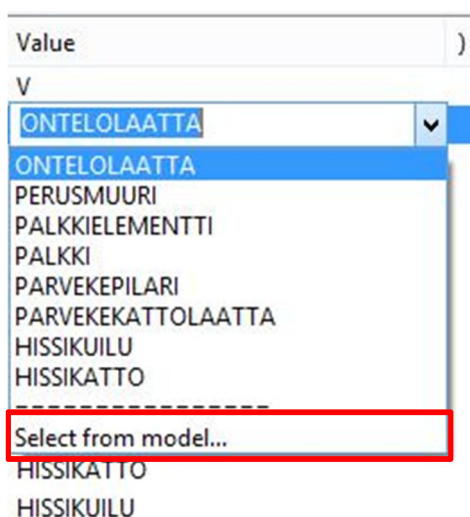 Value )
V
ONTELOLAATTA
ONTELOLAATTA
PERUSMUURI
PALKKIELEMENTTI
PALKKI
PARVEKEPILARI
PARVEKEKATTOLAATTA
HISSIKUILU
HISSIKATTO
-----------------
Select from model...
HISSIKATTO
HISSIKUILU